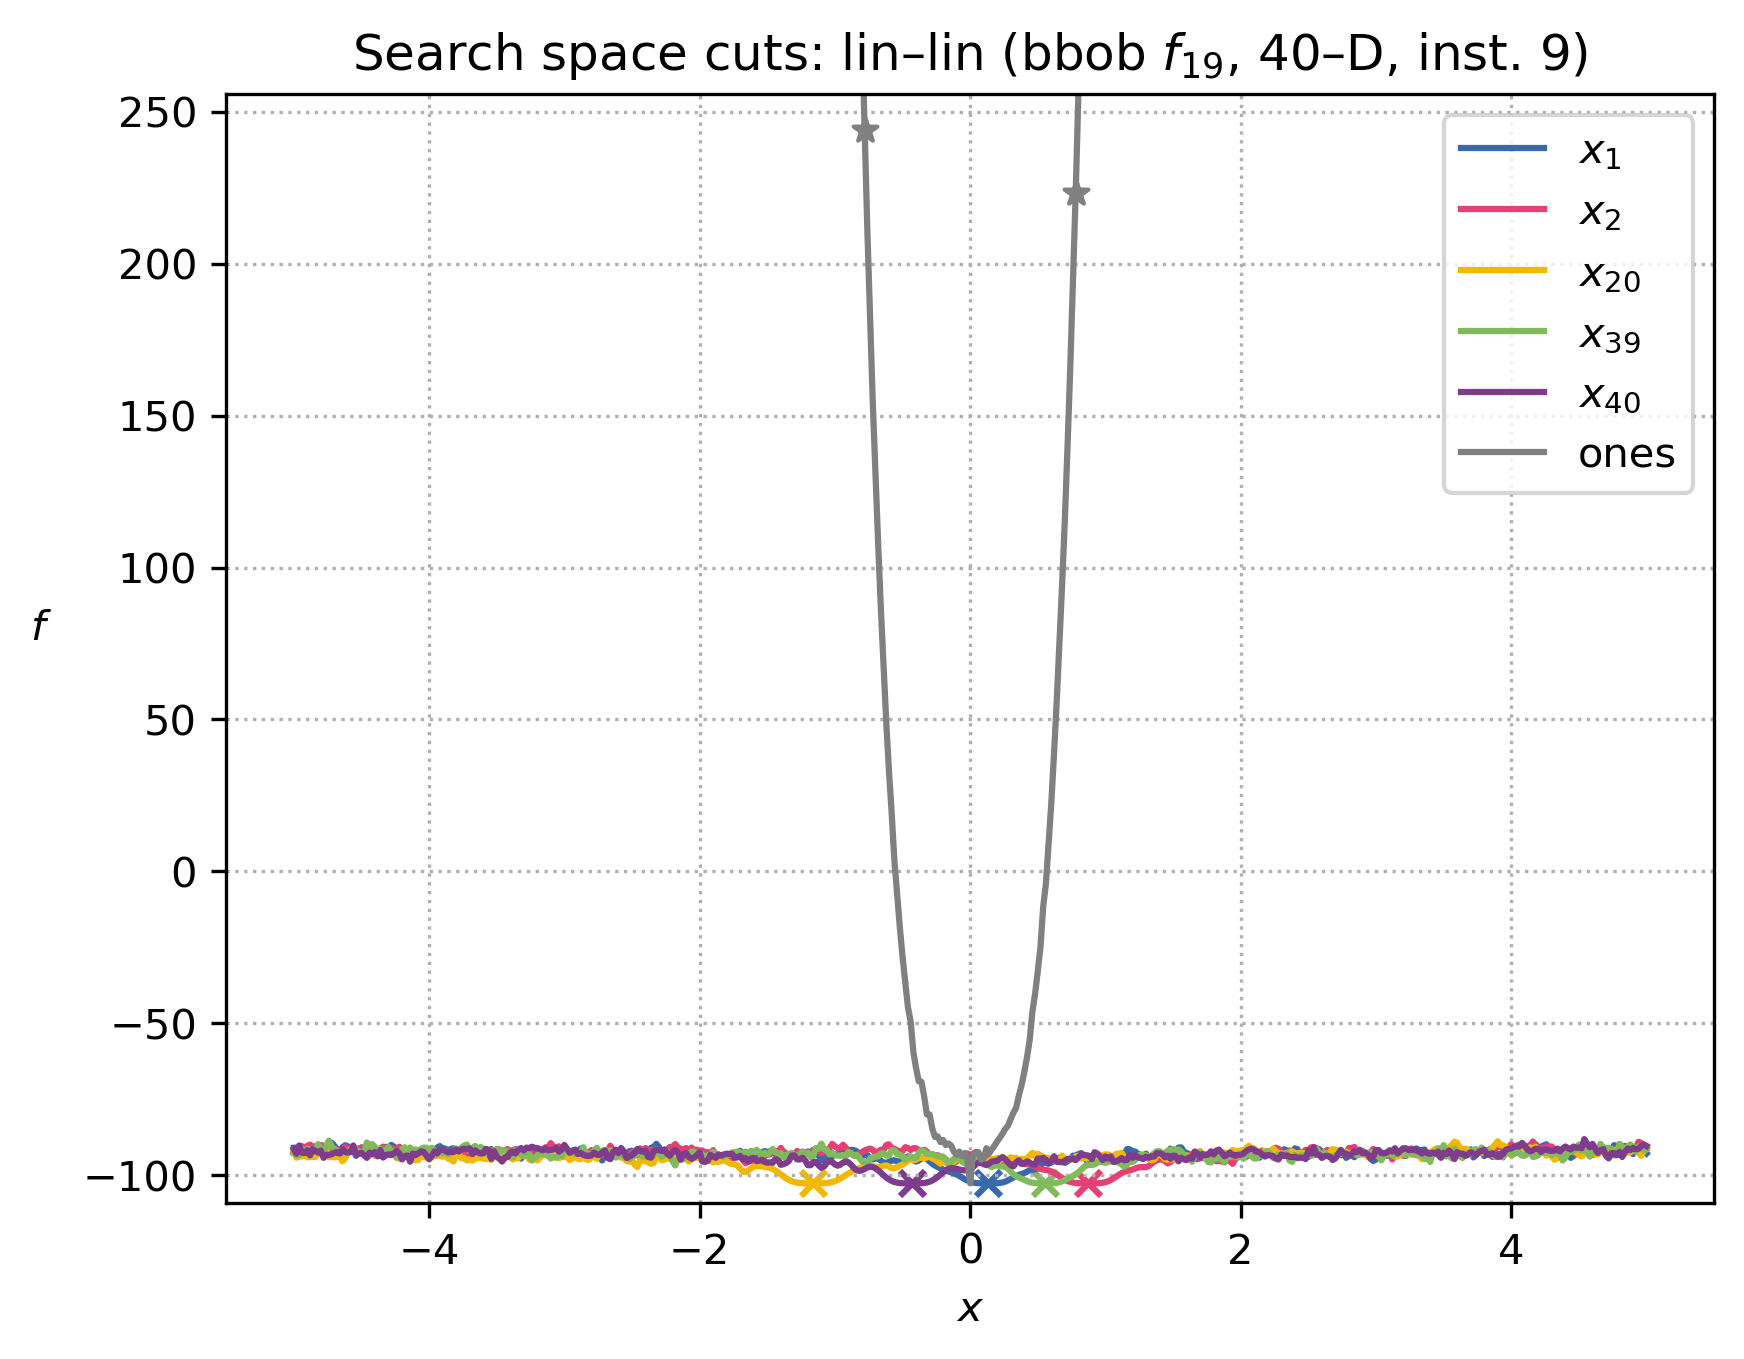 Search space cuts: lin–lin (bbob f₁₉, 40–D, inst. 9)
250
200
150
100
50
0
−50
−100
f
x₁
x₂
x₂₀
x₃₉
x₄₀
ones
−4 −2 0 2 4
x